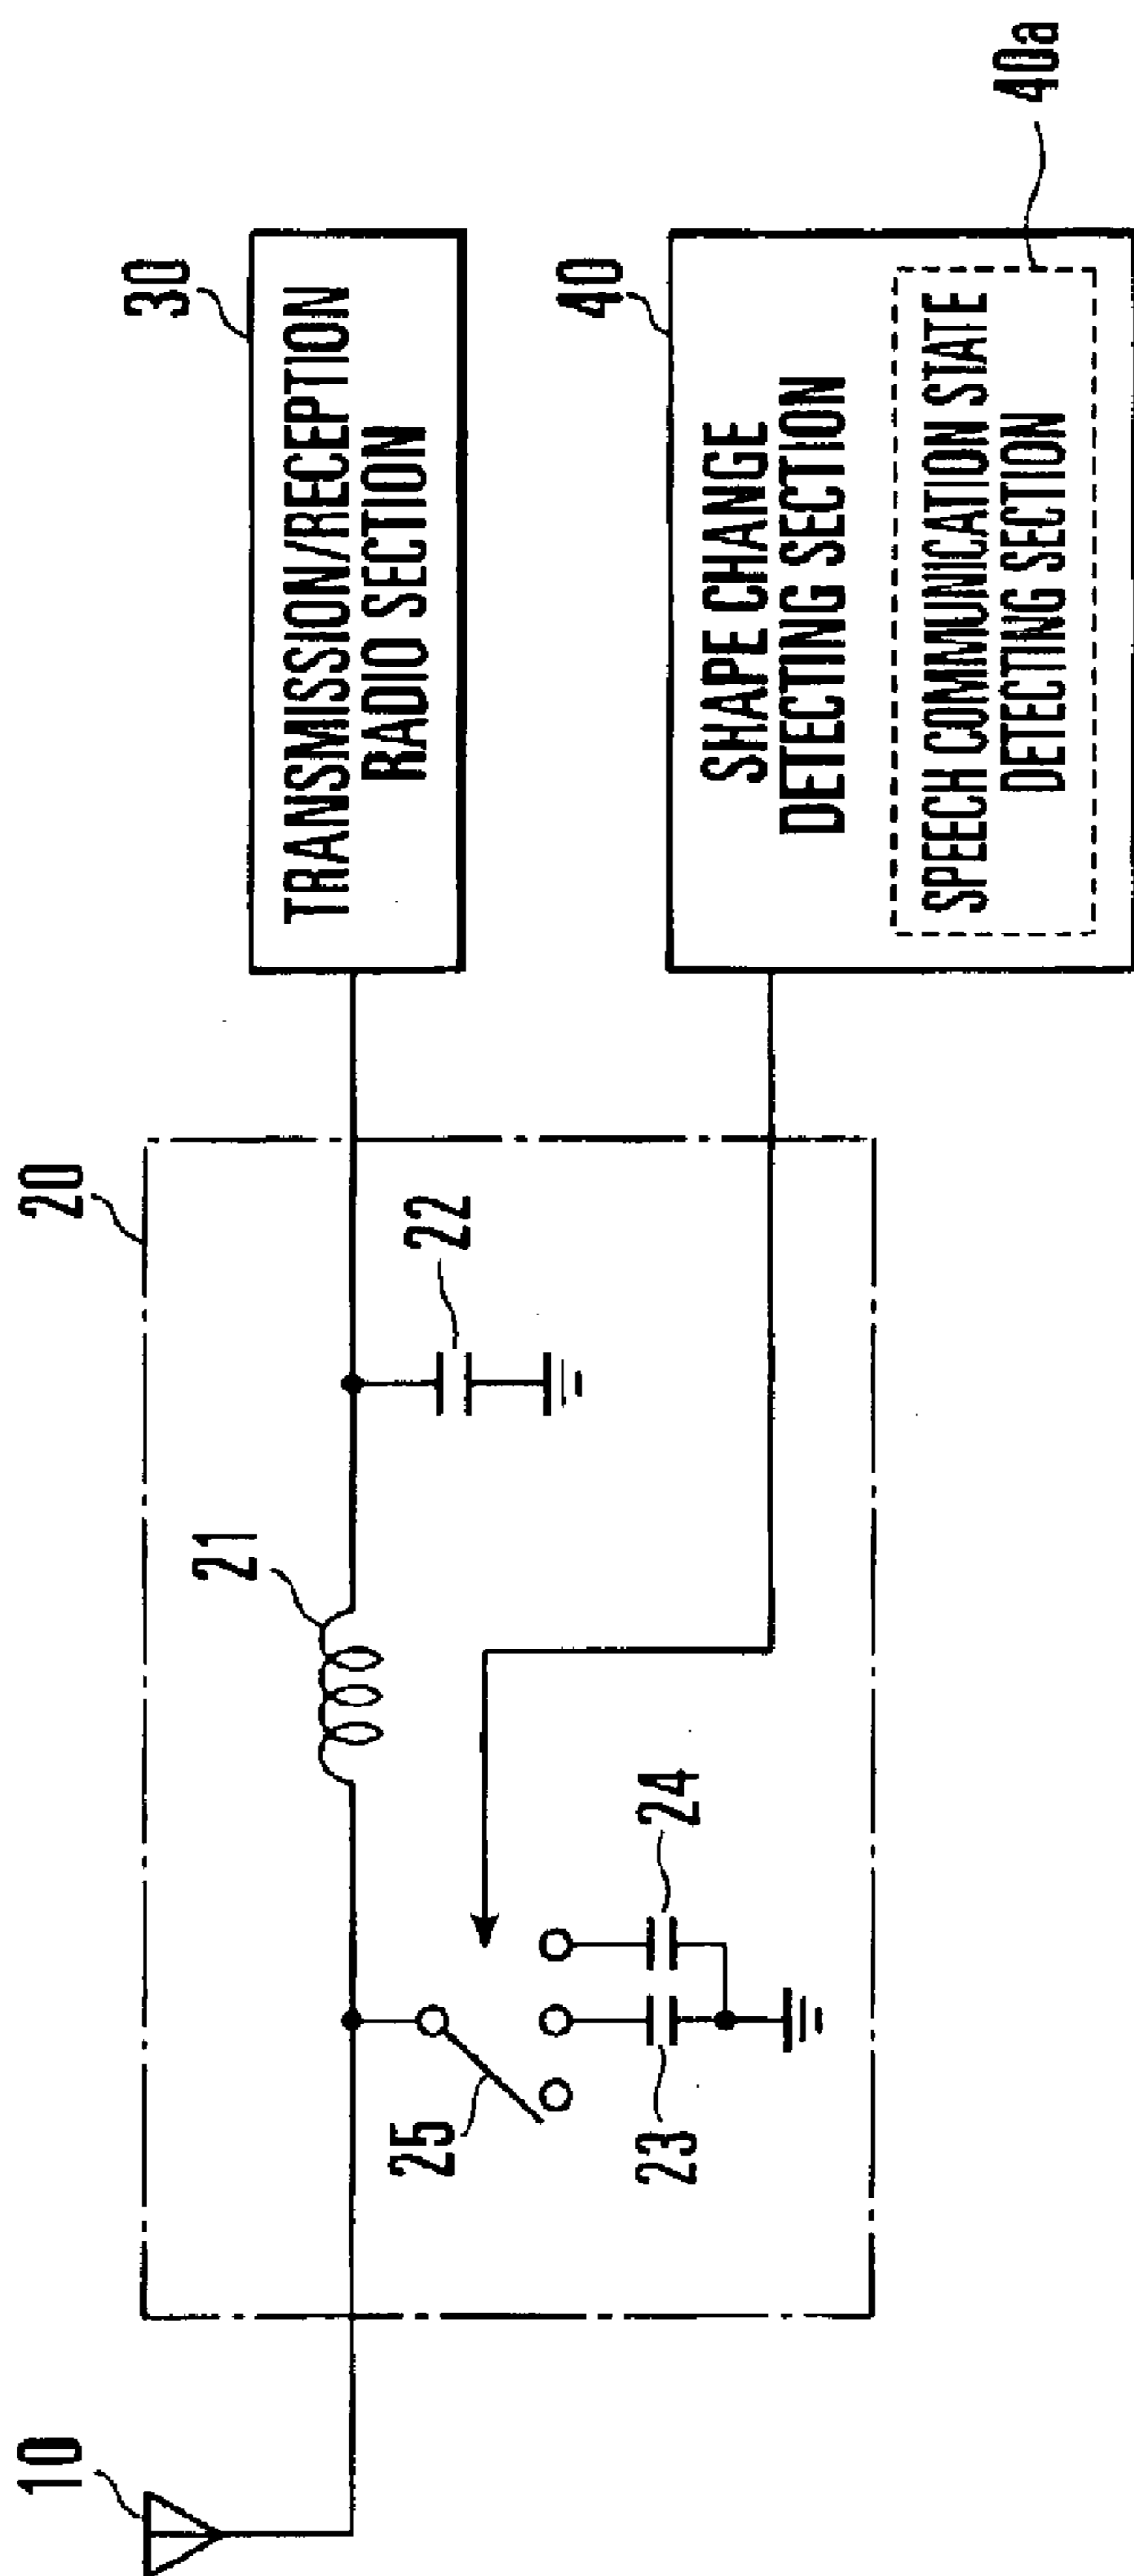 10
20
21
22
23
24
25
30
TRANSMISSION/RECEPTION
RADIO SECTION
40
SHAPE CHANGE
DETECTING SECTION
SPEECH COMMUNICATION STATE
DETECTING SECTION
40a